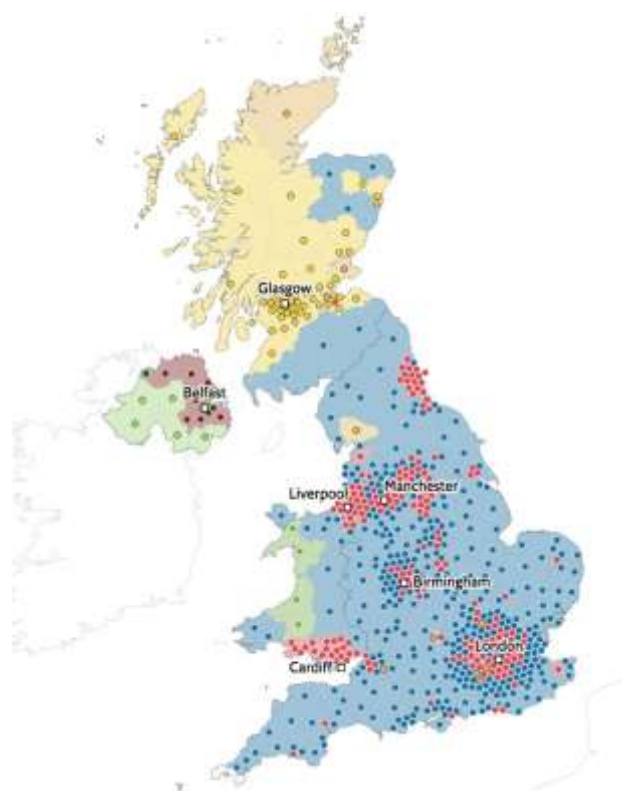 Glasgow
Belfast
Manchester
Liverpool
Birmingham
London
Cardiff